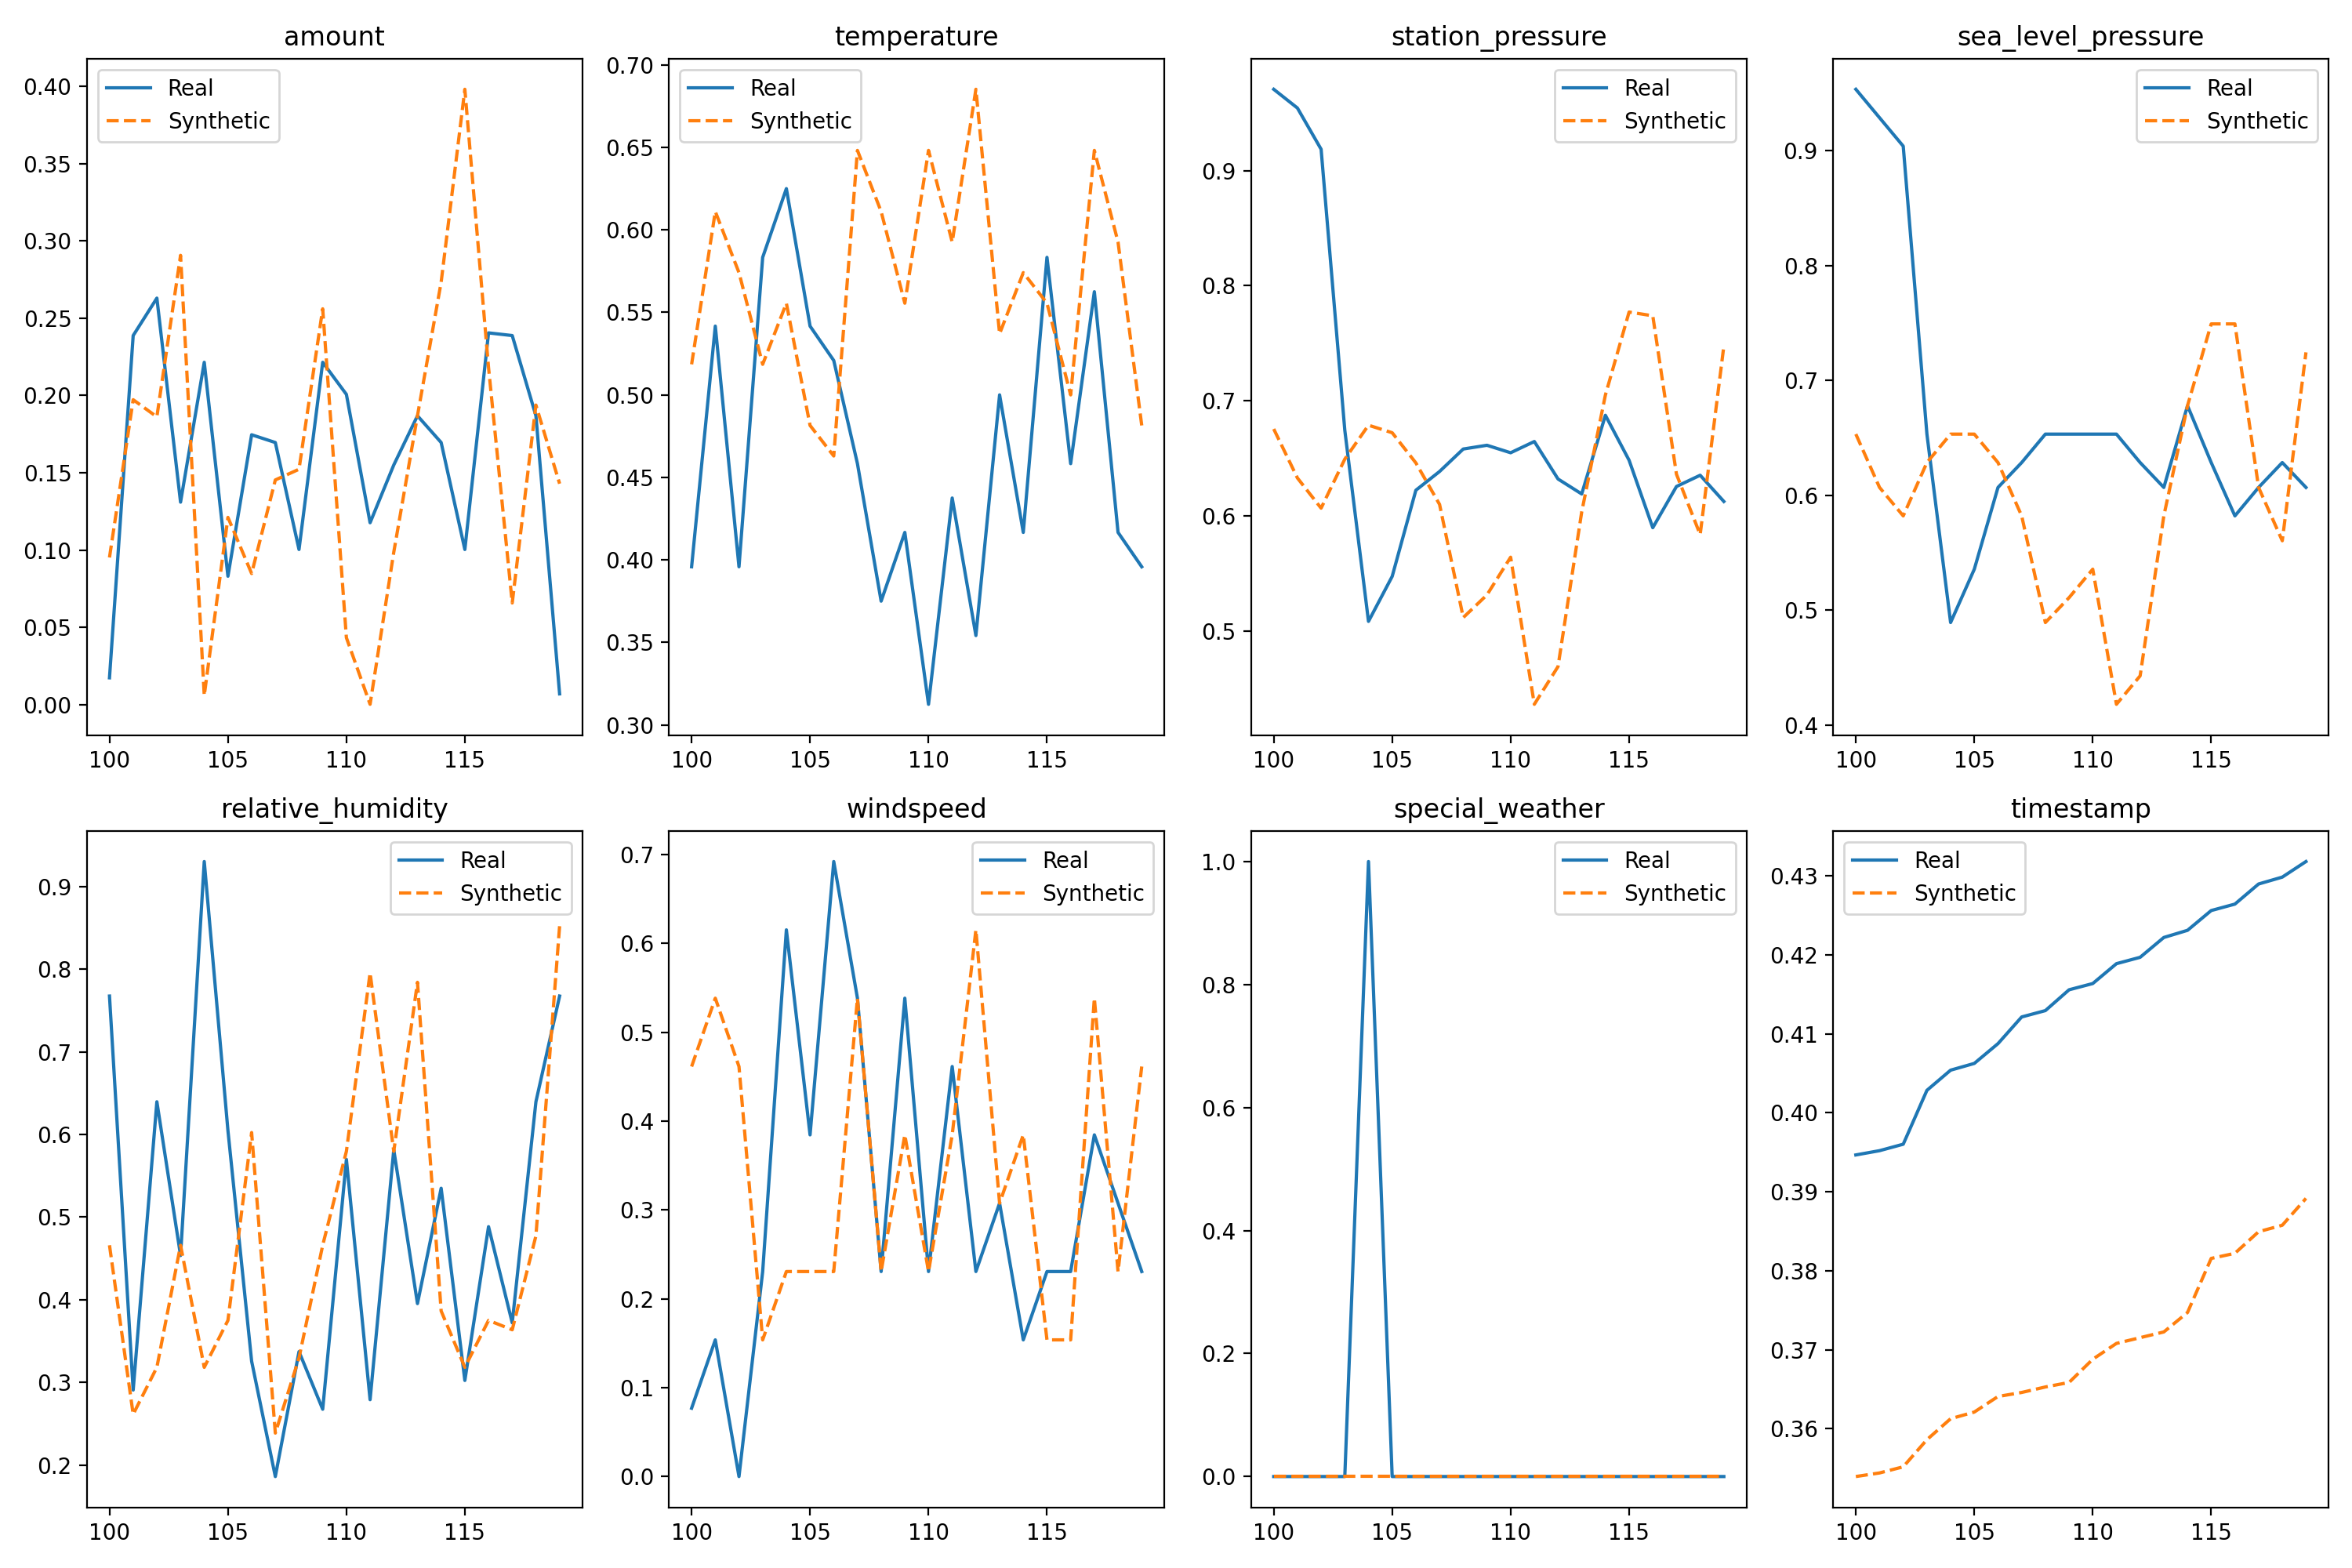 amount
Real
Synthetic
0.40
0.35
0.30
0.25
0.20
0.15
0.10
0.05
0.00
100 105 110 115
temperature
Real
Synthetic
0.70
0.65
0.60
0.55
0.50
0.45
0.40
0.35
0.30
100 105 110 115
station_pressure
Real
Synthetic
0.9
0.8
0.7
0.6
0.5
100 105 110 115
sea_level_pressure
Real
Synthetic
0.9
0.8
0.7
0.6
0.5
0.4
100 105 110 115
relative_humidity
Real
Synthetic
0.9
0.8
0.7
0.6
0.5
0.4
0.3
0.2
100 105 110 115
windspeed
Real
Synthetic
0.7
0.6
0.5
0.4
0.3
0.2
0.1
0.0
100 105 110 115
special_weather
Real
Synthetic
1.0
0.8
0.6
0.4
0.2
0.0
100 105 110 115
timestamp
Real
Synthetic
0.43
0.42
0.41
0.40
0.39
0.38
0.37
0.36
100 105 110 115